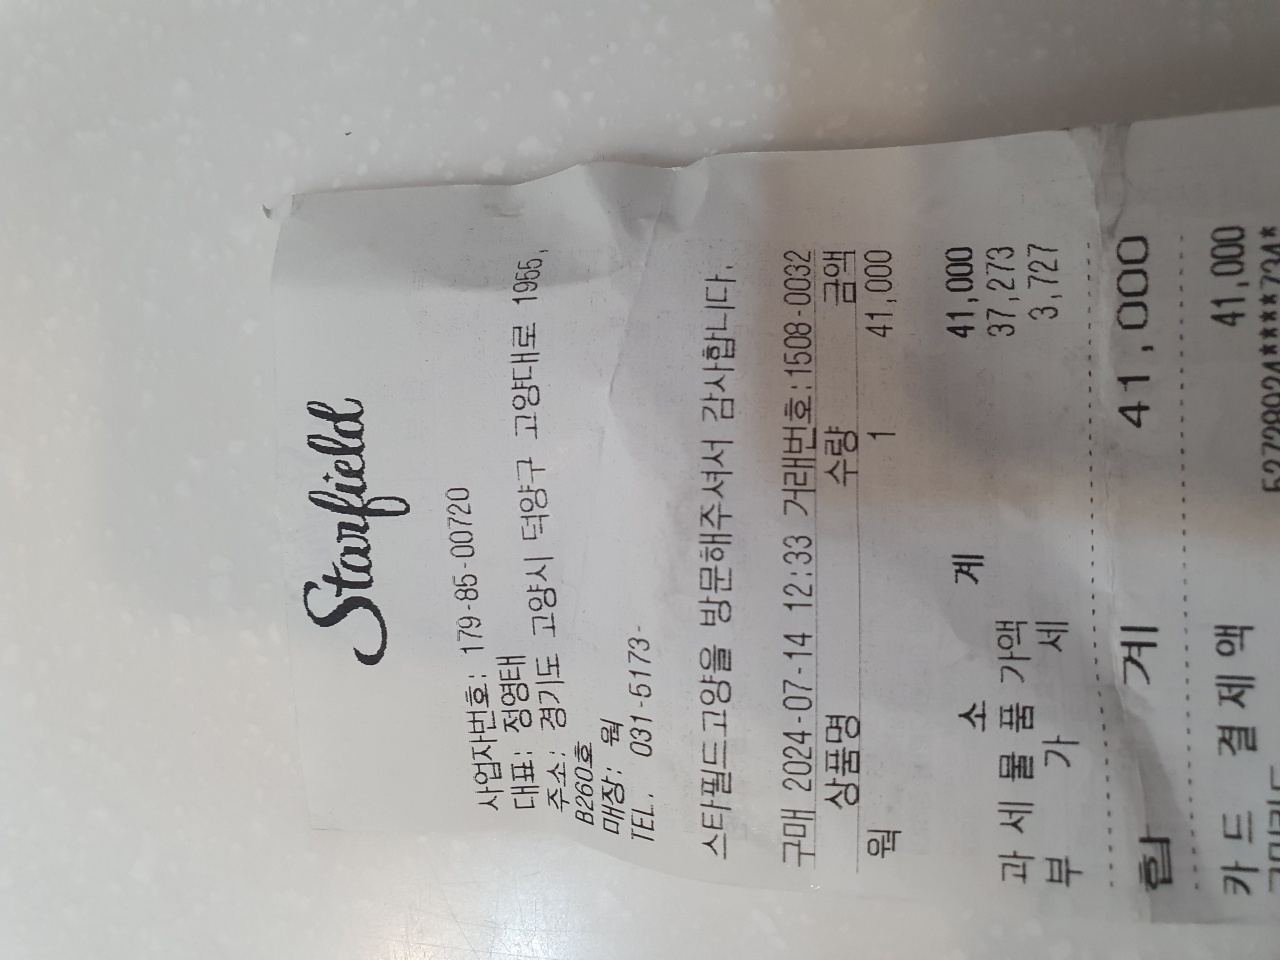 Starfield
사업자번호: 179-85-00720
대표: 정영태
주소: 경기도 고양시 덕양구 고양대로 1955,
B260호
매장: 웍
TEL. 031-5173-
스타필드고양을 방문해주셔서 감사합니다.
구매 2024-07-14 12:33 거래번호:1508-0032
상품명 수량 금액
웍 1 41,000
소 계 41,000
과 세 물 품 가액 37,273
부 가 세 3,727
합 계 41,000
카 드 결 제 액 41,000
52728924****734*